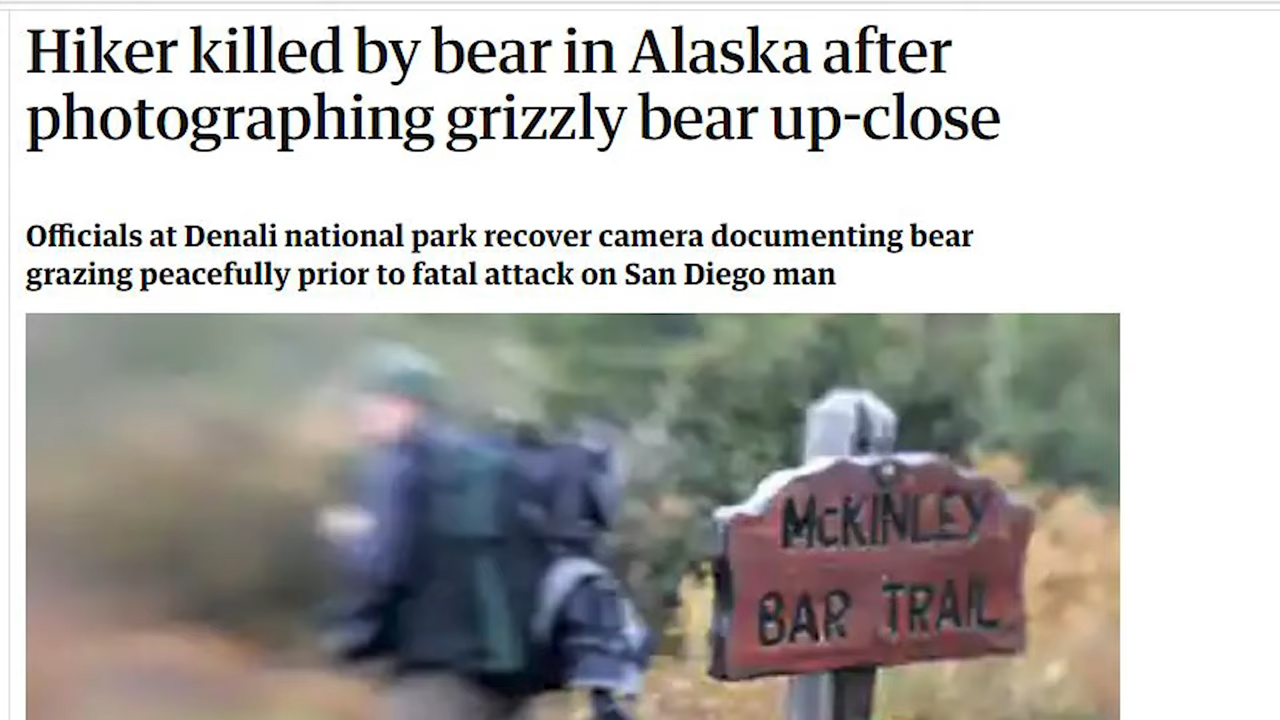 Hiker killed by bear in Alaska after
photographing grizzly bear up-close
Officials at Denali national park recover camera documenting bear
grazing peacefully prior to fatal attack on San Diego man
McKINLEY
BAR TRAIL